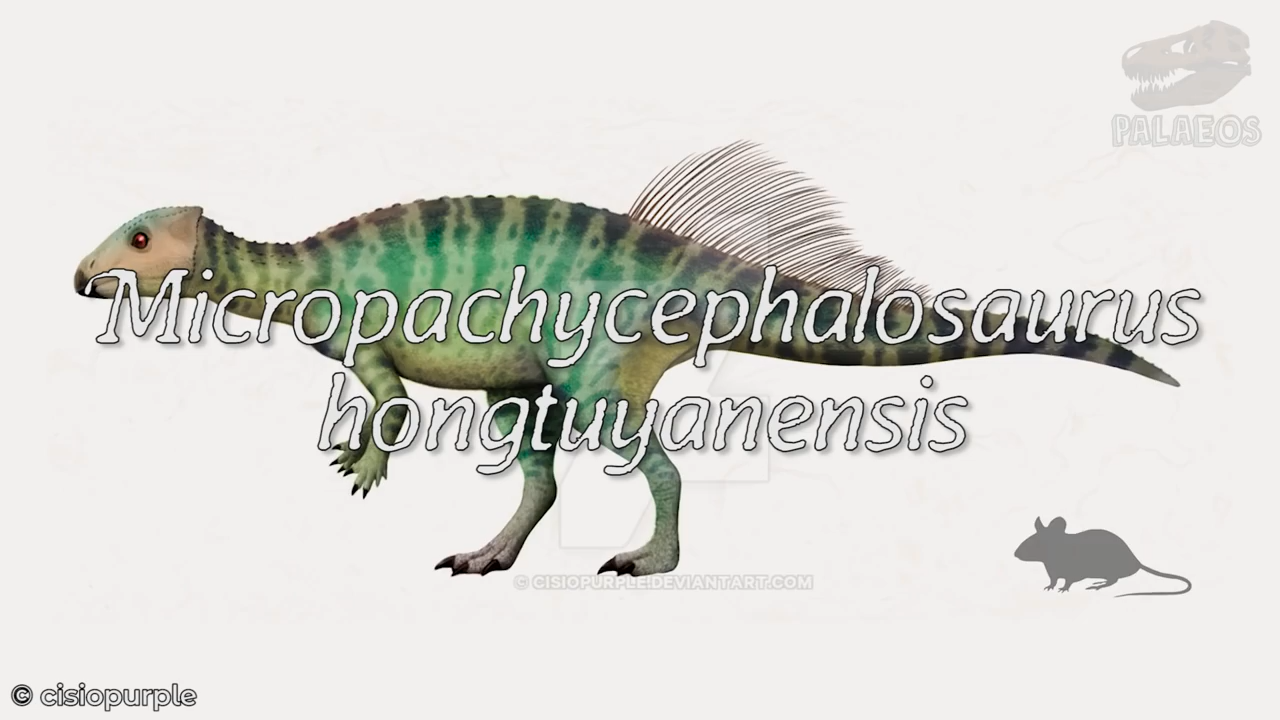 PALAEOS
Micropachycephalosaurus
hongtuyanensis
© CISIOPURPLE.DEVIANTART.COM
© cisiopurple